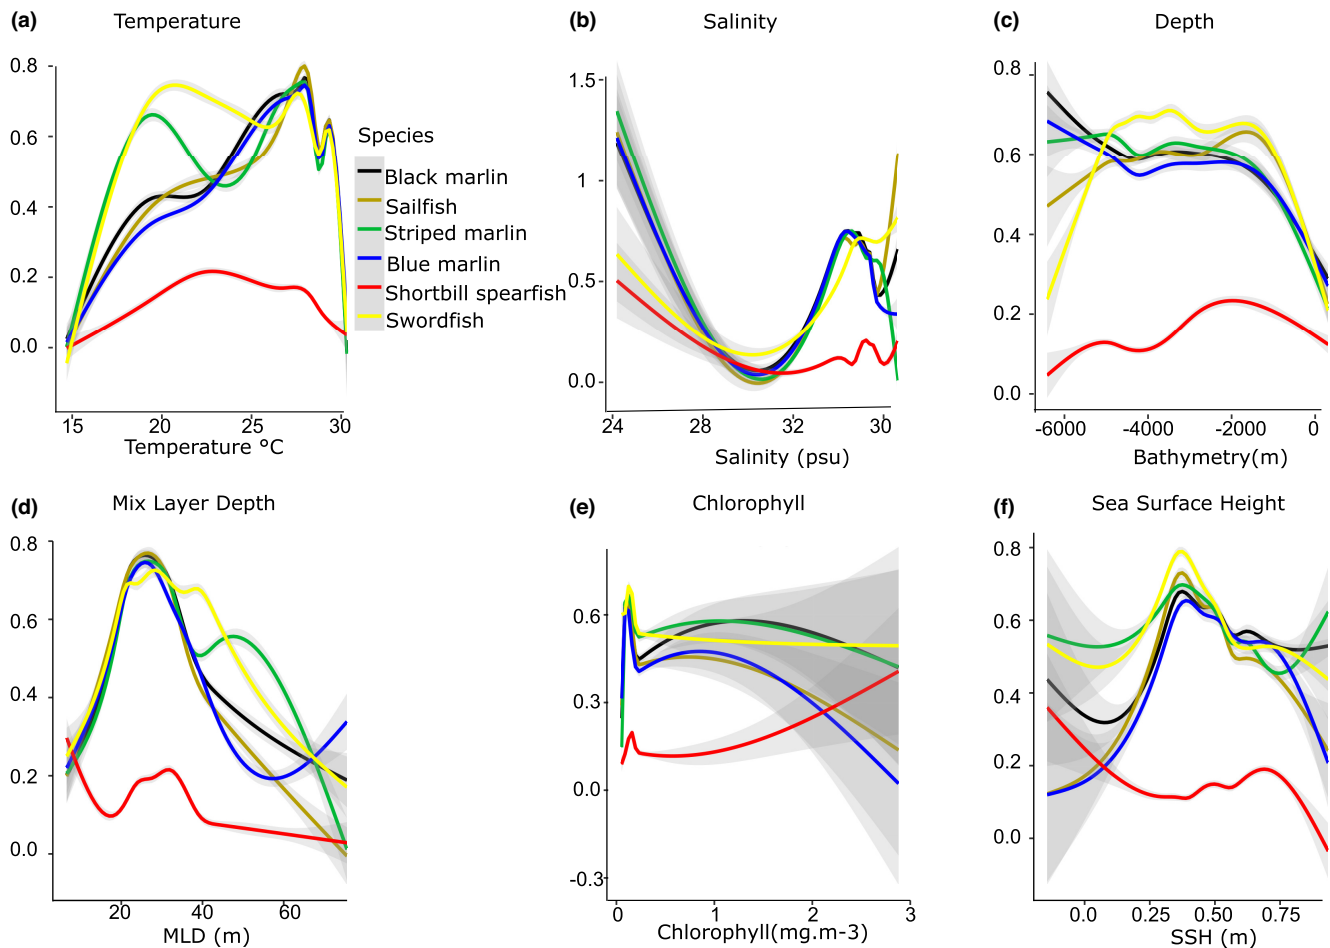 (a) Temperature
0.8
0.6
0.4
0.2
0.0
15 20 25 30
Temperature °C
Species
Black marlin
Sailfish
Striped marlin
Blue marlin
Shortbill spearfish
Swordfish
(b) Salinity
1.5
1
0.5
0.0
24 28 32 30
Salinity (psu)
(c) Depth
0.8
0.6
0.4
0.2
0.0
-6000 -4000 -2000 0
Bathymetry(m)
(d) Mix Layer Depth
0.8
0.6
0.4
0.2
0.0
20 40 60
MLD (m)
(e) Chlorophyll
0.6
0.3
0.0
-0.3
0 1 2 3
Chlorophyll(mg.m-3)
(f) Sea Surface Height
0.8
0.6
0.4
0.2
0.0
0.0 0.25 0.50 0.75
SSH (m)